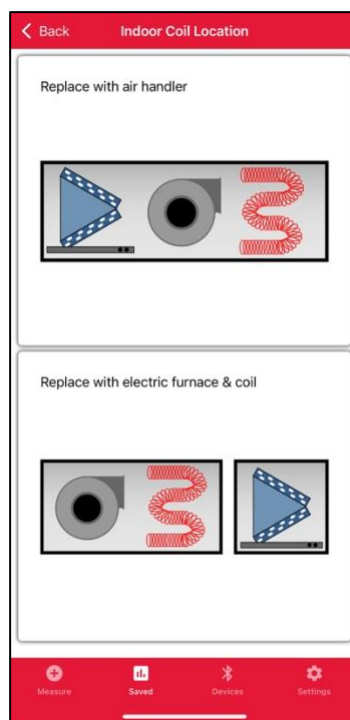 Back
Indoor Coil Location
Replace with air handler
Replace with electric furnace & coil
Measure
Saved
Devices
Settings